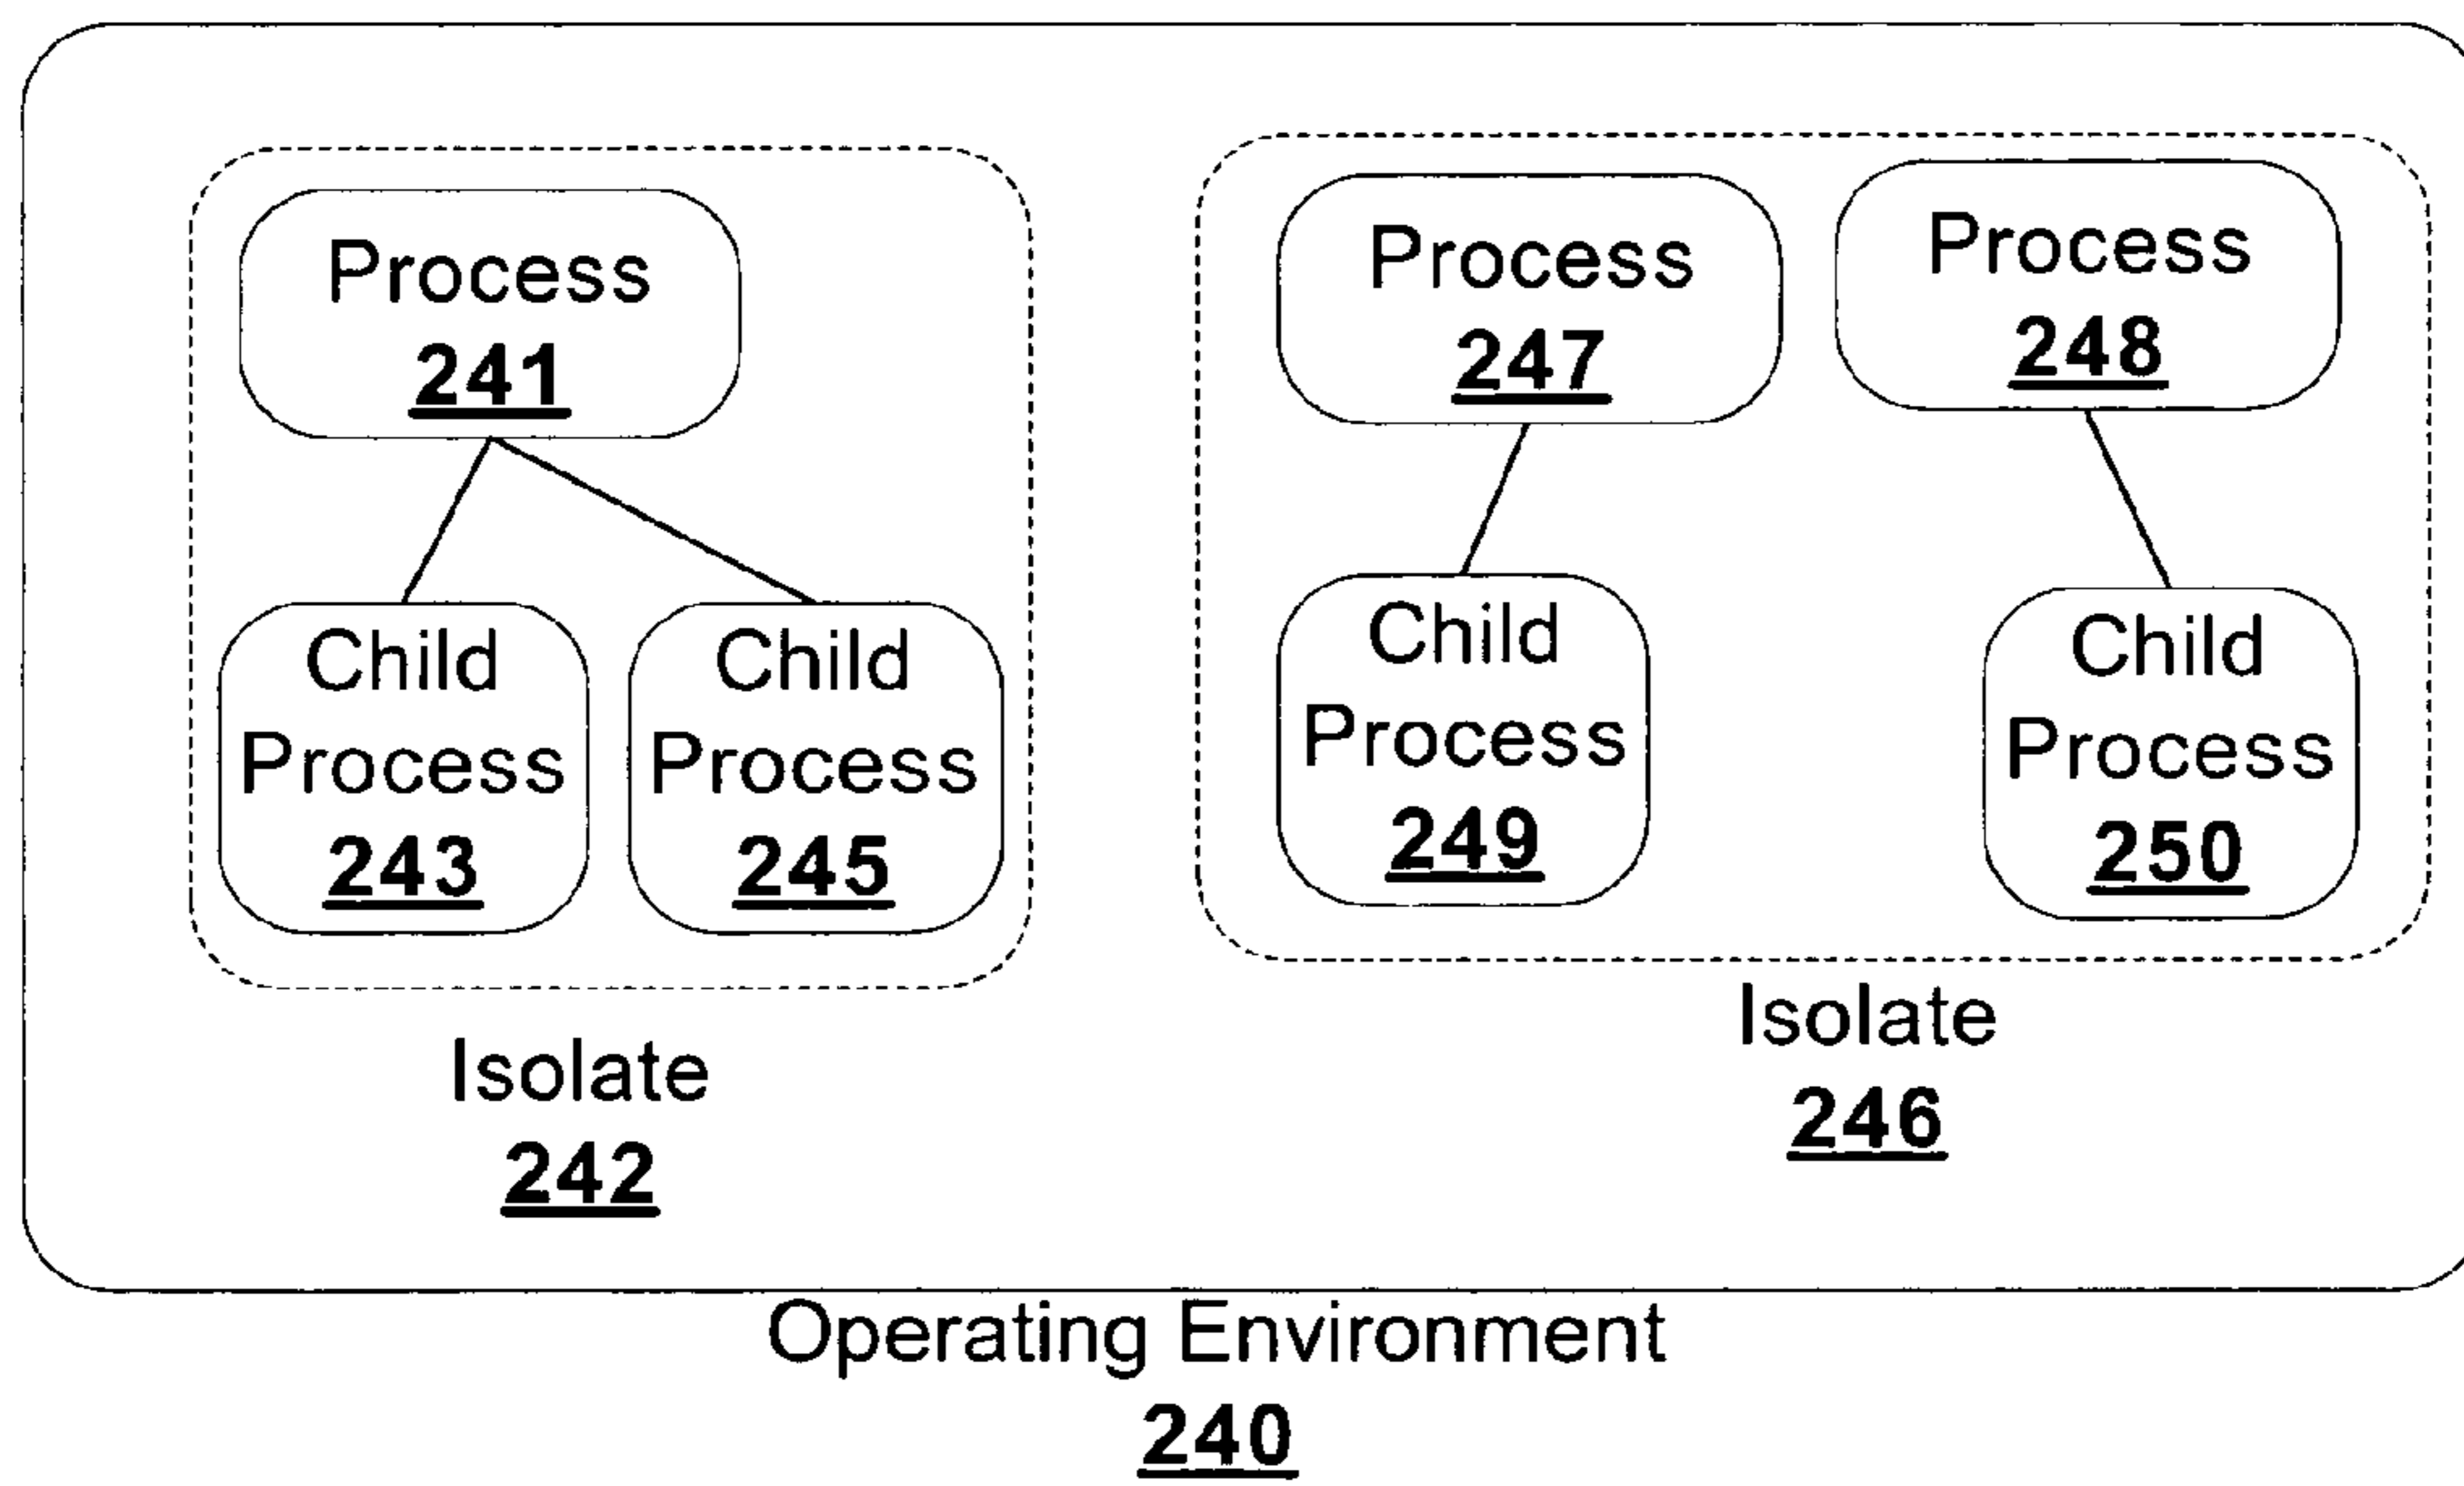 Process
241
Child
Process
243
Child
Process
245
Isolate
242
Process
247
Process
248
Child
Process
249
Child
Process
250
Isolate
246
Operating Environment
240